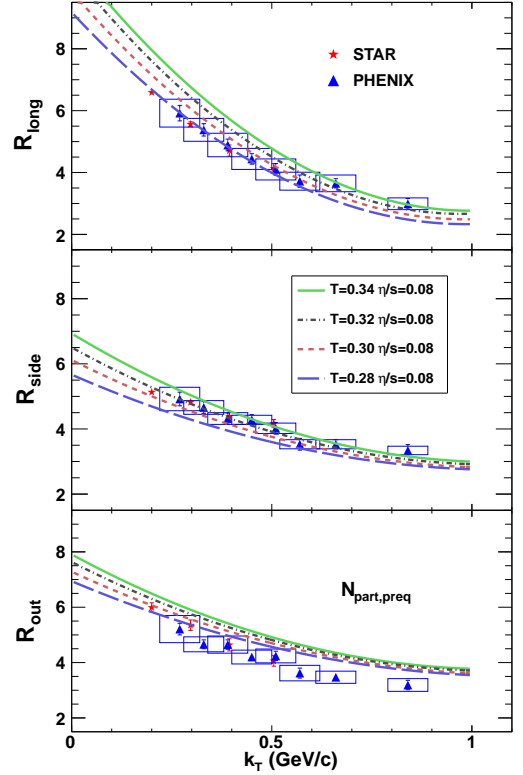 8
6
4
2
R_long
STAR
PHENIX
8
6
4
2
R_side
T=0.34 η/s=0.08
T=0.32 η/s=0.08
T=0.30 η/s=0.08
T=0.28 η/s=0.08
8
6
4
2
R_out
N_part,preq
0 0.5 1
k_T (GeV/c)